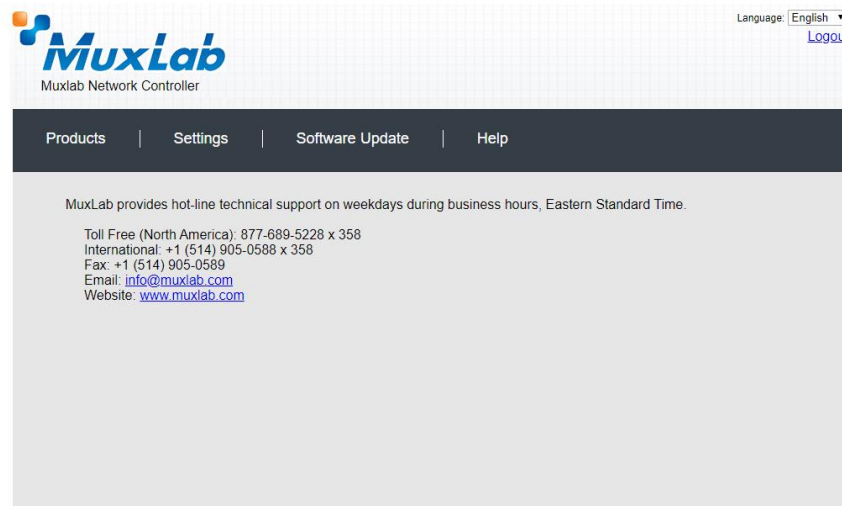 Language: English
Logou
MuxLab
Muxlab Network Controller
Products | Settings | Software Update | Help
MuxLab provides hot-line technical support on weekdays during business hours, Eastern Standard Time.
Toll Free (North America): 877-689-5228 x 358
International: +1 (514) 905-0588 x 358
Fax: +1 (514) 905-0589
Email: info@muxlab.com
Website: www.muxlab.com